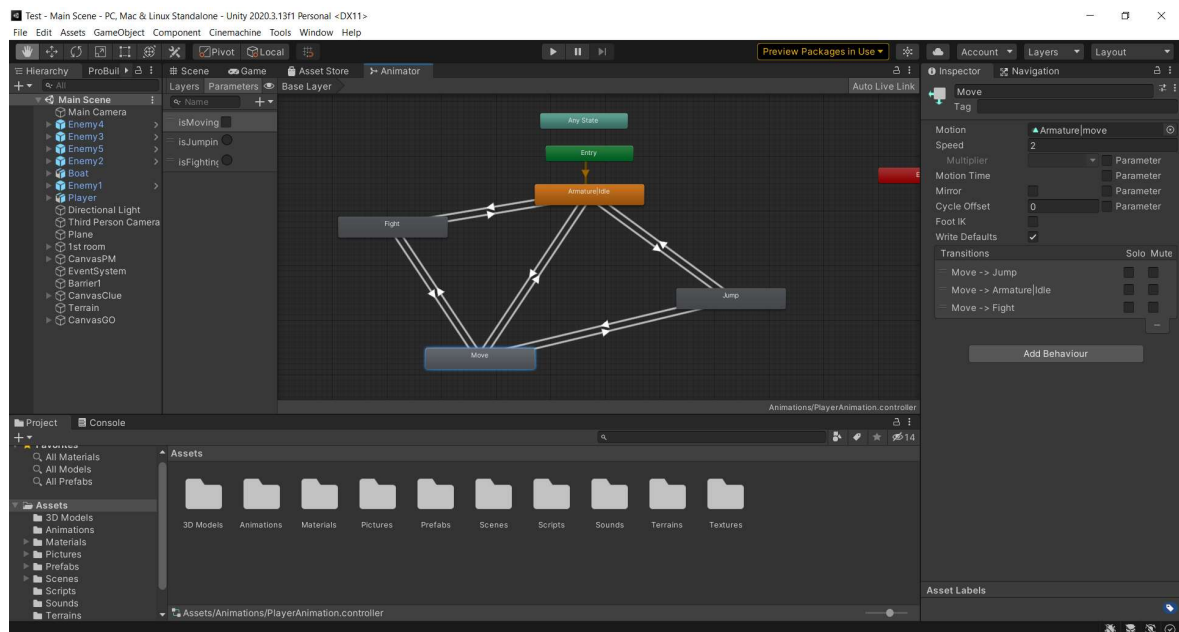 Test - Main Scene - PC, Mac & Linux Standalone - Unity 2020.3.13f1 Personal <DX11>
File Edit Assets GameObject Component Cinemachine Tools Window Help
Pivot Local Preview Packages in Use Account Layers Layout
Hierarchy ProBuil
All
Main Scene
Main Camera
Enemy4
Enemy3
Enemy5
Enemy2
Boat
Enemy1
Player
Directional Light
Third Person Camera
Plane
1st room
CanvasPM
EventSystem
Barrier1
CanvasClue
Terrain
CanvasGO
Scene Game Asset Store Animator
Layers Parameters Base Layer Auto Live Link
Name
isMoving
isJumpin
isFighting
Any State
Entry
Armature|Idle
Fight
Jump
Move
E
Animations/PlayerAnimation.controller
Inspector Navigation
Move
Tag
Motion Armature|move
Speed 2
Multiplier Parameter
Motion Time Parameter
Mirror Parameter
Cycle Offset 0 Parameter
Foot IK
Write Defaults
Transitions Solo Mute
Move -> Jump
Move -> Armature|Idle
Move -> Fight
Add Behaviour
Asset Labels
Project Console
14
Favorites
All Materials
All Models
All Prefabs
Assets
3D Models
Animations
Materials
Pictures
Prefabs
Scenes
Scripts
Sounds
Terrains
Assets
3D Models Animations Materials Pictures Prefabs Scenes Scripts Sounds Terrains Textures
Assets/Animations/PlayerAnimation.controller